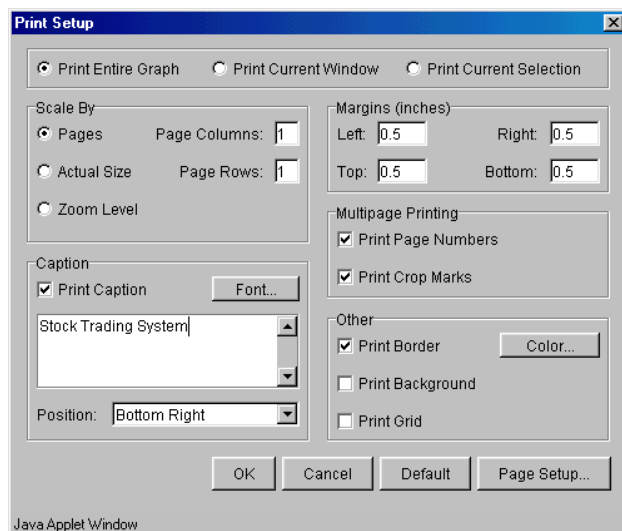 Print Setup
Print Entire Graph Print Current Window Print Current Selection
Scale By
Pages Page Columns: 1
Actual Size Page Rows: 1
Zoom Level
Margins (inches)
Left: 0.5 Right: 0.5
Top: 0.5 Bottom: 0.5
Multipage Printing
Print Page Numbers
Print Crop Marks
Caption
Print Caption Font...
Stock Trading System
Position: Bottom Right
Other
Print Border Color...
Print Background
Print Grid
OK Cancel Default Page Setup...
Java Applet Window